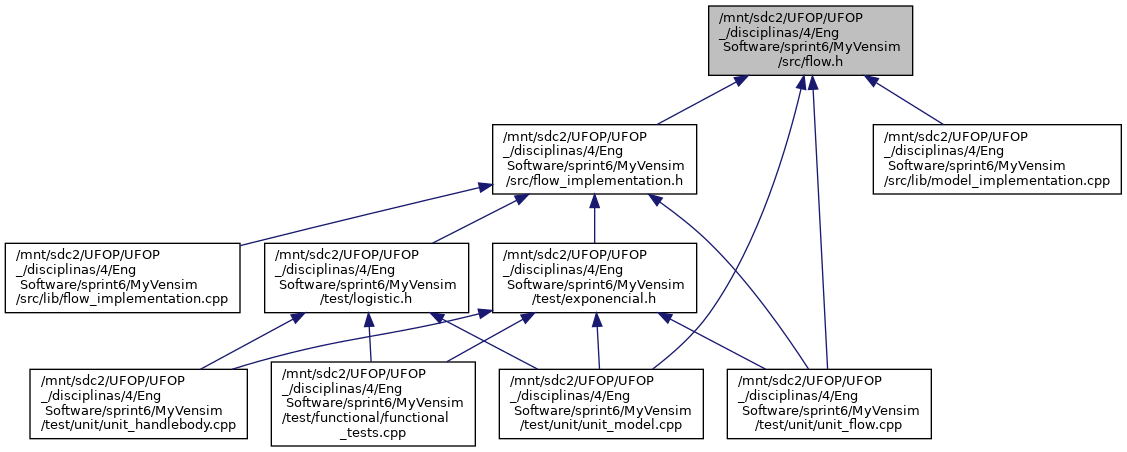 /mnt/sdc2/UFOP/UFOP
_/disciplinas/4/Eng
Software/sprint6/MyVensim
/src/flow.h
/mnt/sdc2/UFOP/UFOP
_/disciplinas/4/Eng
Software/sprint6/MyVensim
/src/flow_implementation.h
/mnt/sdc2/UFOP/UFOP
_/disciplinas/4/Eng
Software/sprint6/MyVensim
/src/lib/model_implementation.cpp
/mnt/sdc2/UFOP/UFOP
_/disciplinas/4/Eng
Software/sprint6/MyVensim
/src/lib/flow_implementation.cpp
/mnt/sdc2/UFOP/UFOP
_/disciplinas/4/Eng
Software/sprint6/MyVensim
/test/logistic.h
/mnt/sdc2/UFOP/UFOP
_/disciplinas/4/Eng
Software/sprint6/MyVensim
/test/exponencial.h
/mnt/sdc2/UFOP/UFOP
_/disciplinas/4/Eng
Software/sprint6/MyVensim
/test/unit/unit_handlebody.cpp
/mnt/sdc2/UFOP/UFOP
_/disciplinas/4/Eng
Software/sprint6/MyVensim
/test/functional/functional
_tests.cpp
/mnt/sdc2/UFOP/UFOP
_/disciplinas/4/Eng
Software/sprint6/MyVensim
/test/unit/unit_model.cpp
/mnt/sdc2/UFOP/UFOP
_/disciplinas/4/Eng
Software/sprint6/MyVensim
/test/unit/unit_flow.cpp